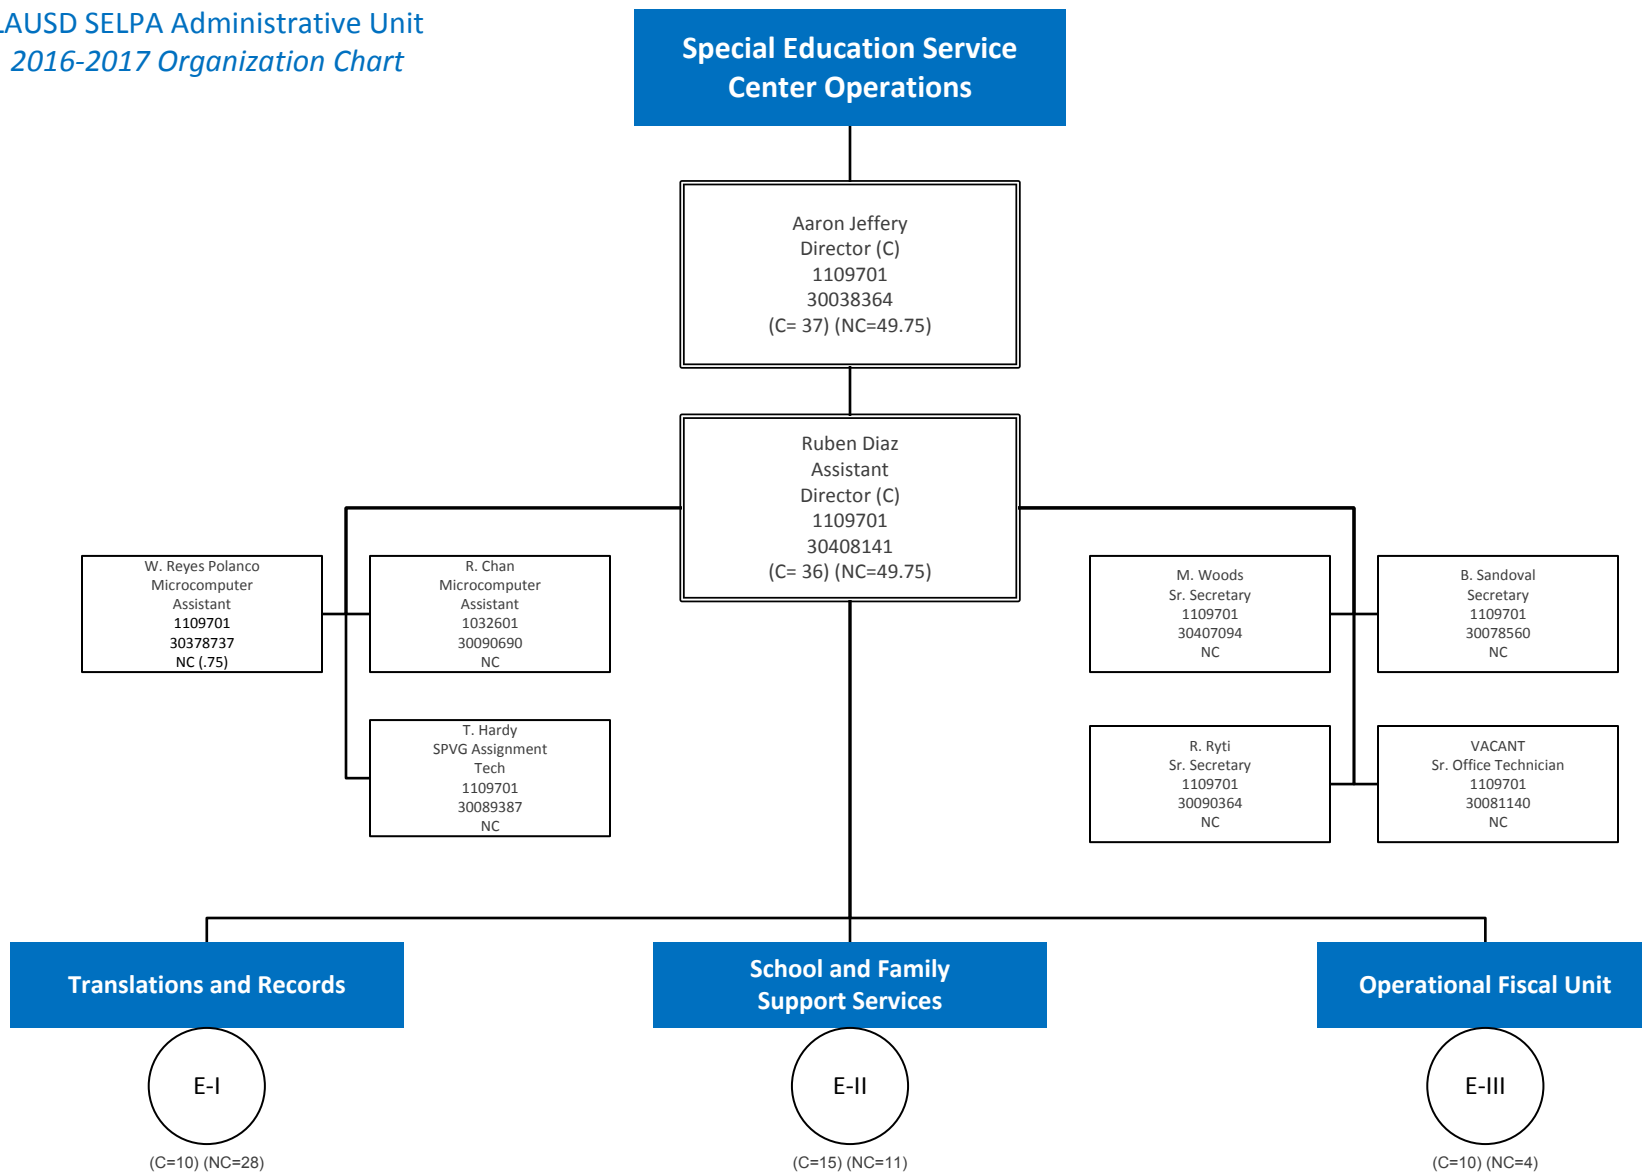 LAUSD SELPA Administrative Unit
2016-2017 Organization Chart
Special Education Service
Center Operations
Aaron Jeffery
Director (C)
1109701
30038364
(C= 37) (NC=49.75)
Ruben Diaz
Assistant
Director (C)
1109701
30408141
(C= 36) (NC=49.75)
W. Reyes Polanco
Microcomputer
Assistant
1109701
30378737
NC (.75)
R. Chan
Microcomputer
Assistant
1032601
30090690
NC
M. Woods
Sr. Secretary
1109701
30407094
NC
B. Sandoval
Secretary
1109701
30078560
NC
T. Hardy
SPVG Assignment
Tech
1109701
30089387
NC
R. Ryti
Sr. Secretary
1109701
30090364
NC
VACANT
Sr. Office Technician
1109701
30081140
NC
Translations and Records
E-I
(C=10) (NC=28)
School and Family
Support Services
E-II
(C=15) (NC=11)
Operational Fiscal Unit
E-III
(C=10) (NC=4)